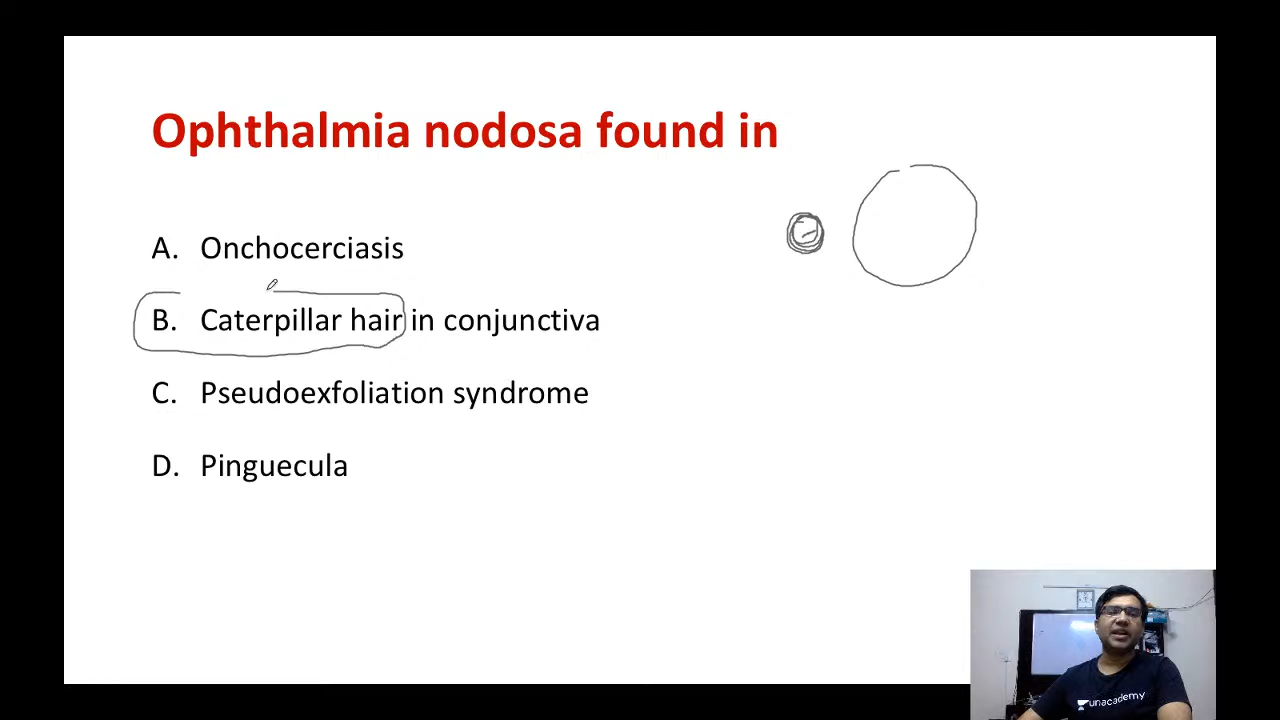 Ophthalmia nodosa found in
A. Onchocerciasis
B. Caterpillar hair in conjunctiva
C. Pseudoexfoliation syndrome
D. Pinguecula
unacademy